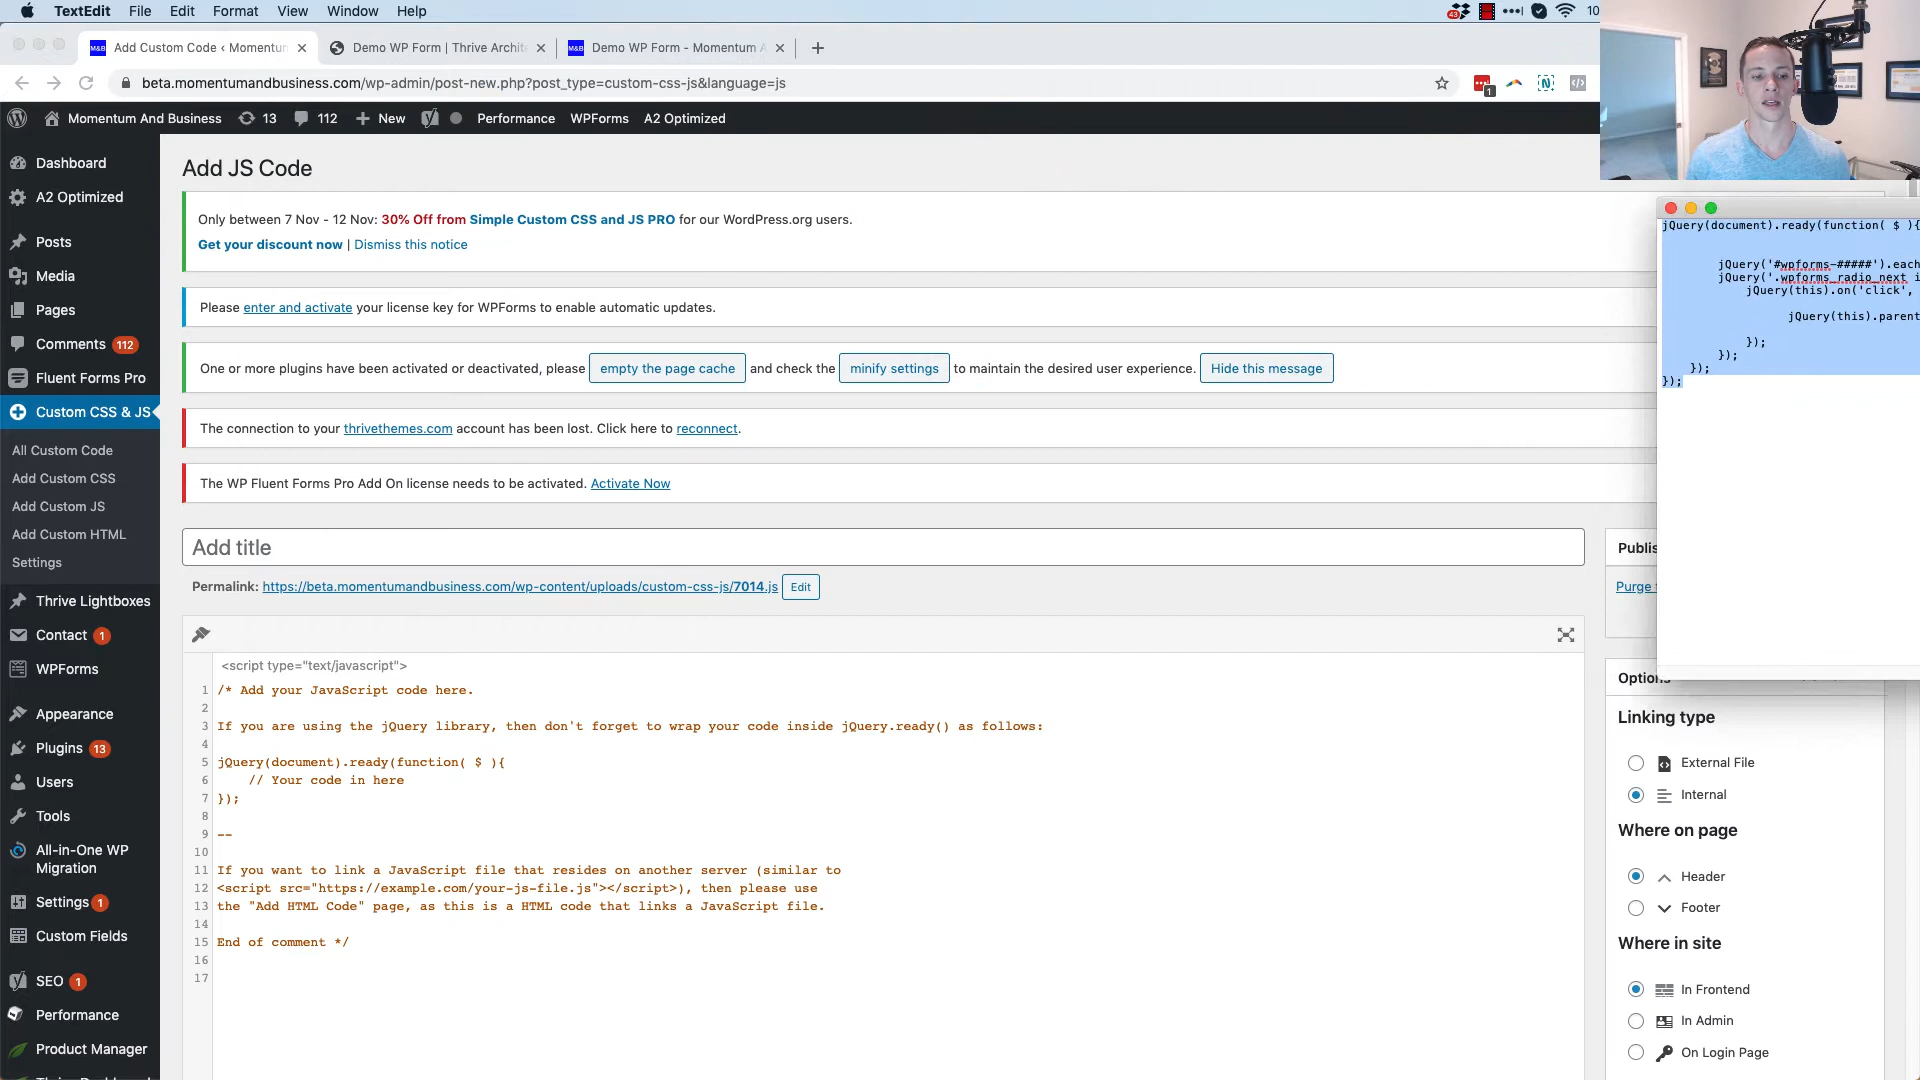 TextEdit File Edit Format View Window Help
43
10
Add Custom Code ‹ Momentum
Demo WP Form | Thrive Archite
Demo WP Form - Momentum A
beta.momentumandbusiness.com/wp-admin/post-new.php?post_type=custom-css-js&language=js
1
Momentum And Business 13 112 New Performance WPForms A2 Optimized
Dashboard
A2 Optimized
Posts
Media
Pages
Comments 112
Fluent Forms Pro
Custom CSS & JS
All Custom Code
Add Custom CSS
Add Custom JS
Add Custom HTML
Settings
Thrive Lightboxes
Contact 1
WPForms
Appearance
Plugins 13
Users
Tools
All-in-One WP
Migration
Settings 1
Custom Fields
SEO 1
Performance
Product Manager
Add JS Code
Only between 7 Nov - 12 Nov: 30% Off from Simple Custom CSS and JS PRO for our WordPress.org users.
Get your discount now | Dismiss this notice
Please enter and activate your license key for WPForms to enable automatic updates.
One or more plugins have been activated or deactivated, please empty the page cache and check the minify settings to maintain the desired user experience. Hide this message
The connection to your thrivethemes.com account has been lost. Click here to reconnect.
The WP Fluent Forms Pro Add On license needs to be activated. Activate Now
Add title
Permalink: https://beta.momentumandbusiness.com/wp-content/uploads/custom-css-js/7014.js Edit
<script type="text/javascript">
1 /* Add your JavaScript code here.
2
3 If you are using the jQuery library, then don't forget to wrap your code inside jQuery.ready() as follows:
4
5 jQuery(document).ready(function( $ ){
6 // Your code in here
7 });
8
9 --
10
11 If you want to link a JavaScript file that resides on another server (similar to
12 <script src="https://example.com/your-js-file.js"></script>), then please use
13 the "Add HTML Code" page, as this is a HTML code that links a JavaScript file.
14
15 End of comment */
16
17
jQuery(document).ready(function( $ ){
jQuery('#wpforms-#####').each
jQuery('.wpforms_radio_next i
jQuery(this).on('click',
jQuery(this).parent
});
});
});
});
Publis
Purge
Options
Linking type
External File
Internal
Where on page
Header
Footer
Where in site
In Frontend
In Admin
On Login Page